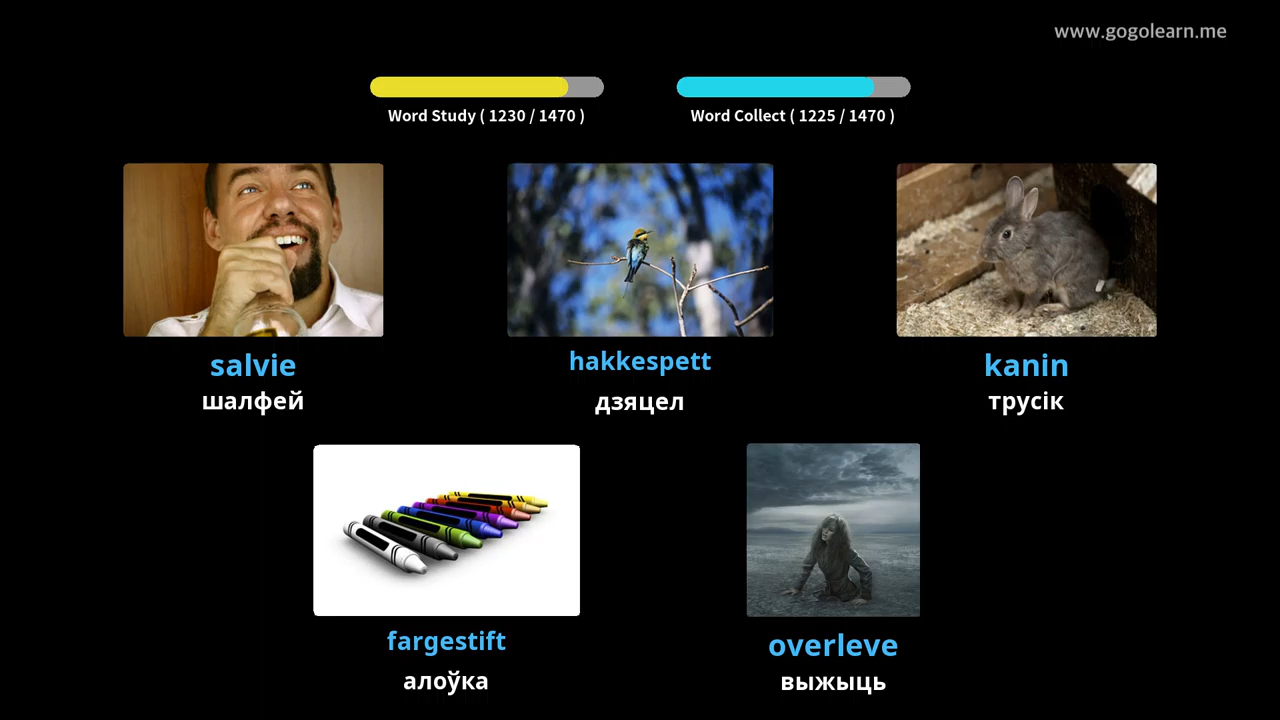 www.gogolearn.me
Word Study ( 1230 / 1470 )
Word Collect ( 1225 / 1470 )
salvie
шалфей
hakkespett
дзяцел
kanin
трусік
fargestift
алоўка
overleve
выжыць